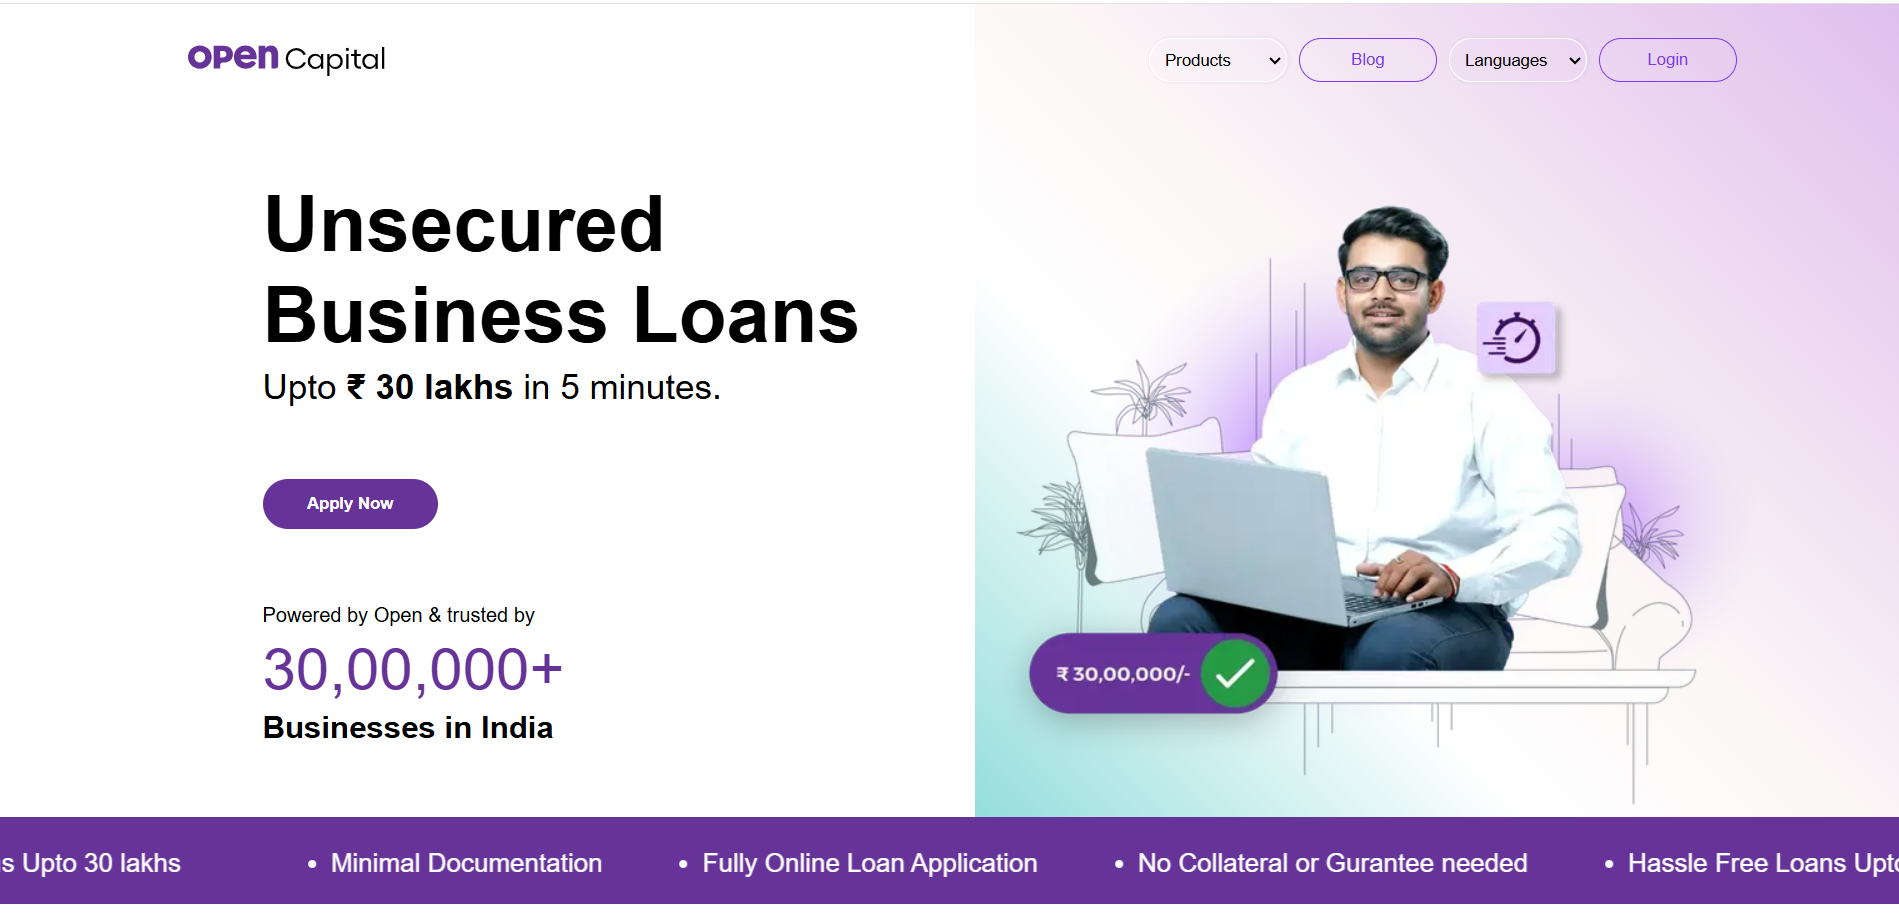 OPEN Capital
Products
Blog
Languages
Login
Unsecured
Business Loans
Upto ₹ 30 lakhs in 5 minutes.
Apply Now
Powered by Open & trusted by
30,00,000+
Businesses in India
₹ 30,00,000/-
s Upto 30 lakhs • Minimal Documentation • Fully Online Loan Application • No Collateral or Gurantee needed • Hassle Free Loans Upto